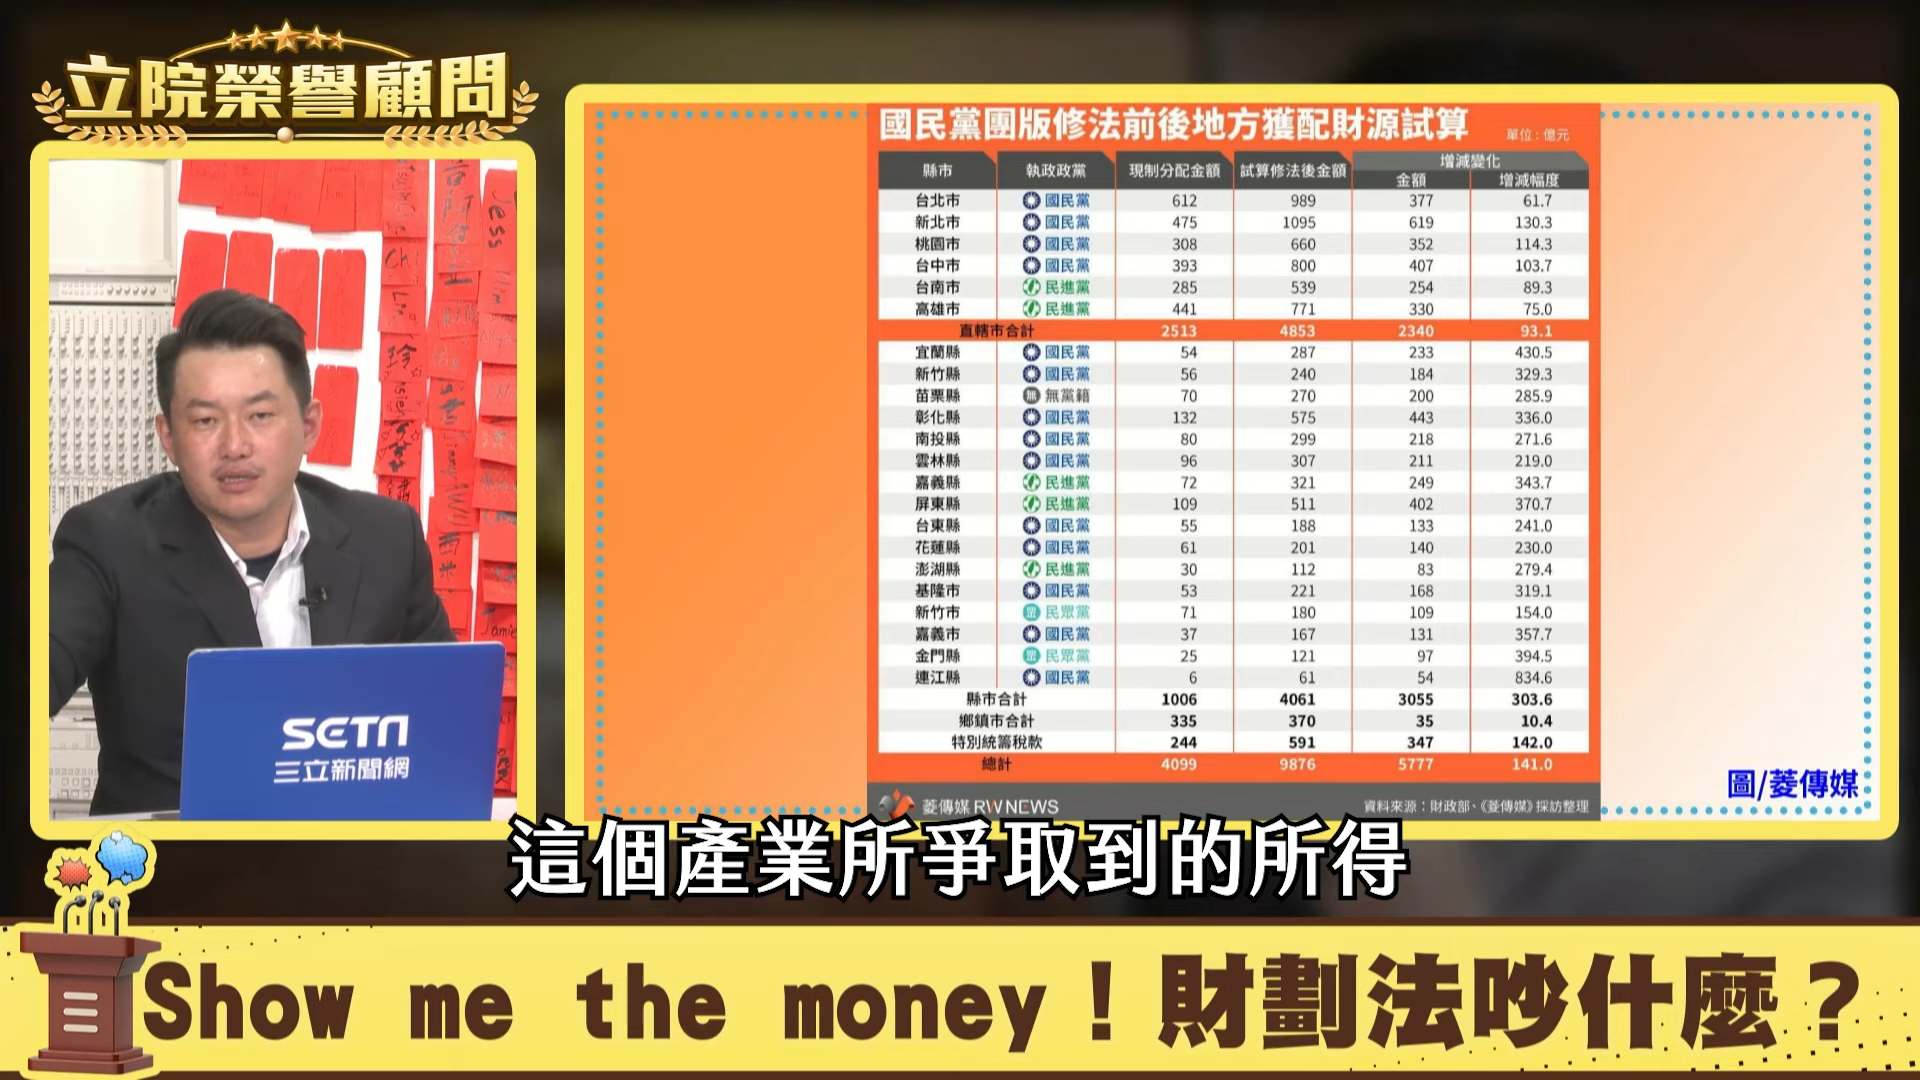 立院榮譽顧問
國民黨團版修法前後地方獲配財源試算
單位：億元
縣市 執政政黨 現制分配金額 試算修法後金額 增減變化
金額 增減幅度
台北市 國民黨 612 989 377 61.7
新北市 國民黨 475 1095 619 130.3
桃園市 國民黨 308 660 352 114.3
台中市 國民黨 393 800 407 103.7
台南市 民進黨 285 539 254 89.3
高雄市 民進黨 441 771 330 75.0
直轄市合計 2513 4853 2340 93.1
宜蘭縣 國民黨 54 287 233 430.5
新竹縣 國民黨 56 240 184 329.3
苗栗縣 無 無黨籍 70 270 200 285.9
彰化縣 國民黨 132 575 443 336.0
南投縣 國民黨 80 299 218 271.6
雲林縣 國民黨 96 307 211 219.0
嘉義縣 民進黨 72 321 249 343.7
屏東縣 民進黨 109 511 402 370.7
台東縣 國民黨 55 188 133 241.0
花蓮縣 國民黨 61 201 140 230.0
澎湖縣 民進黨 30 112 83 279.4
基隆市 國民黨 53 221 168 319.1
新竹市 民眾黨 71 180 109 154.0
嘉義市 國民黨 37 167 131 357.7
金門縣 民眾黨 25 121 97 394.5
連江縣 國民黨 6 61 54 834.6
縣市合計 1006 4061 3055 303.6
鄉鎮市合計 335 370 35 10.4
特別統籌稅款 244 591 347 142.0
總計 4099 9876 5777 141.0
菱傳媒 RW NEWS
資料來源：財政部、《菱傳媒》採訪整理
圖/菱傳媒
Jess
珍
SETN
三立新聞網
Jamie
這個產業所爭取到的所得
Show me the money！財劃法吵什麼？